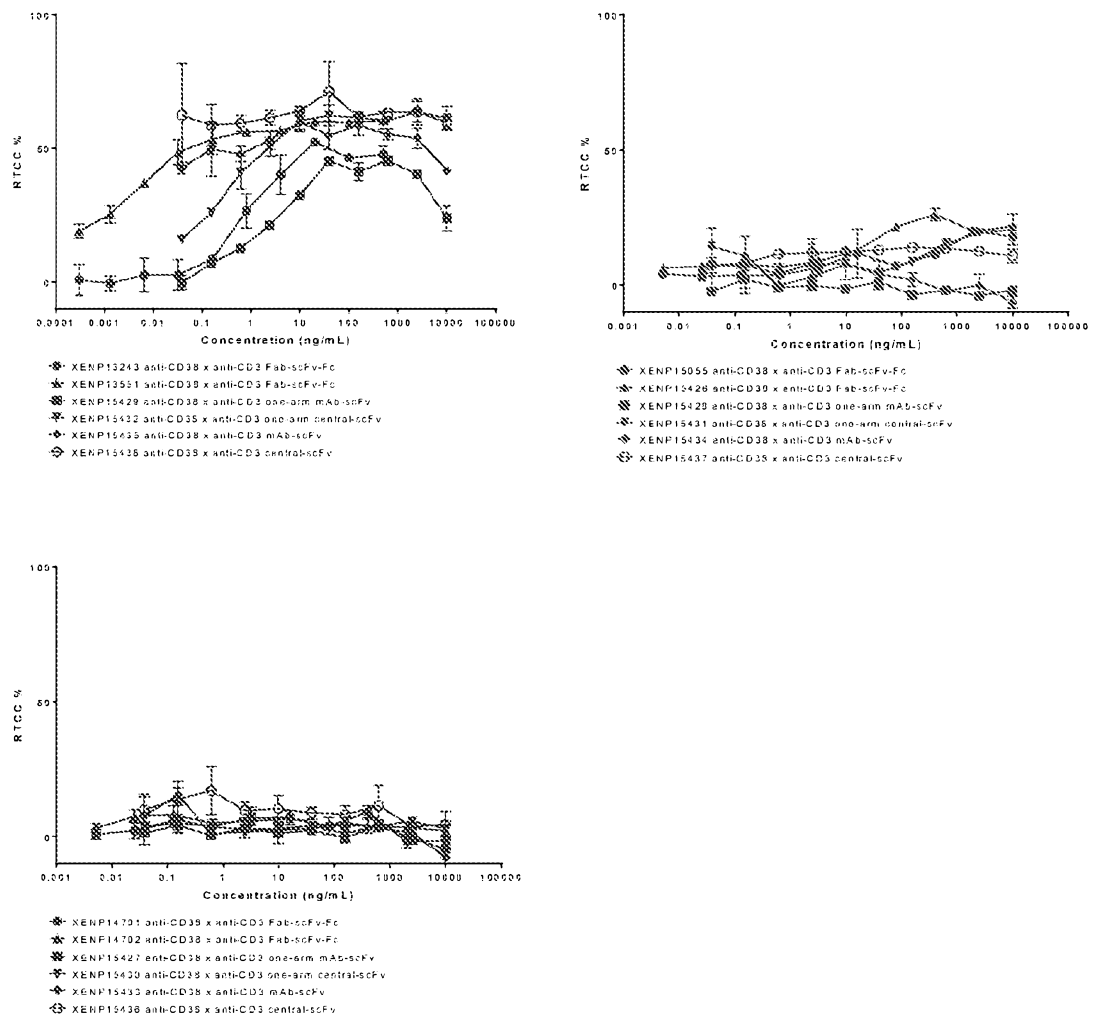 100
50
0
RTCC %
0.0001 0.001 0.01 0.1 1 10 100 1000 10000 100000
Concentration (ng/mL)
XENP13243 anti-CD38 x anti-CD3 Fab-scFv-Fc
XENP13551 anti-CD38 x anti-CD3 Fab-scFv-Fc
XENP15429 anti-CD38 x anti-CD3 one-arm mAb-scFv
XENP15432 anti-CD38 x anti-CD3 one-arm central-scFv
XENP15435 anti-CD38 x anti-CD3 mAb-scFv
XENP15438 anti-CD38 x anti-CD3 central-scFv
100
50
0
RTCC %
0.001 0.01 0.1 1 10 100 1000 10000 100000
Concentration (ng/mL)
XENP15055 anti-CD38 x anti-CD3 Fab-scFv-Fc
XENP15426 anti-CD38 x anti-CD3 Fab-scFv-Fc
XENP15428 anti-CD38 x anti-CD3 one-arm mAb-scFv
XENP15431 anti-CD38 x anti-CD3 one-arm central-scFv
XENP15434 anti-CD38 x anti-CD3 mAb-scFv
XENP15437 anti-CD38 x anti-CD3 central-scFv
100
50
0
RTCC %
0.001 0.01 0.1 1 10 100 1000 10000 100000
Concentration (ng/mL)
XENP14701 anti-CD38 x anti-CD3 Fab-scFv-Fc
XENP14702 anti-CD38 x anti-CD3 Fab-scFv-Fc
XENP15427 anti-CD38 x anti-CD3 one-arm mAb-scFv
XENP15430 anti-CD38 x anti-CD3 one-arm central-scFv
XENP15433 anti-CD38 x anti-CD3 mAb-scFv
XENP15436 anti-CD38 x anti-CD3 central-scFv